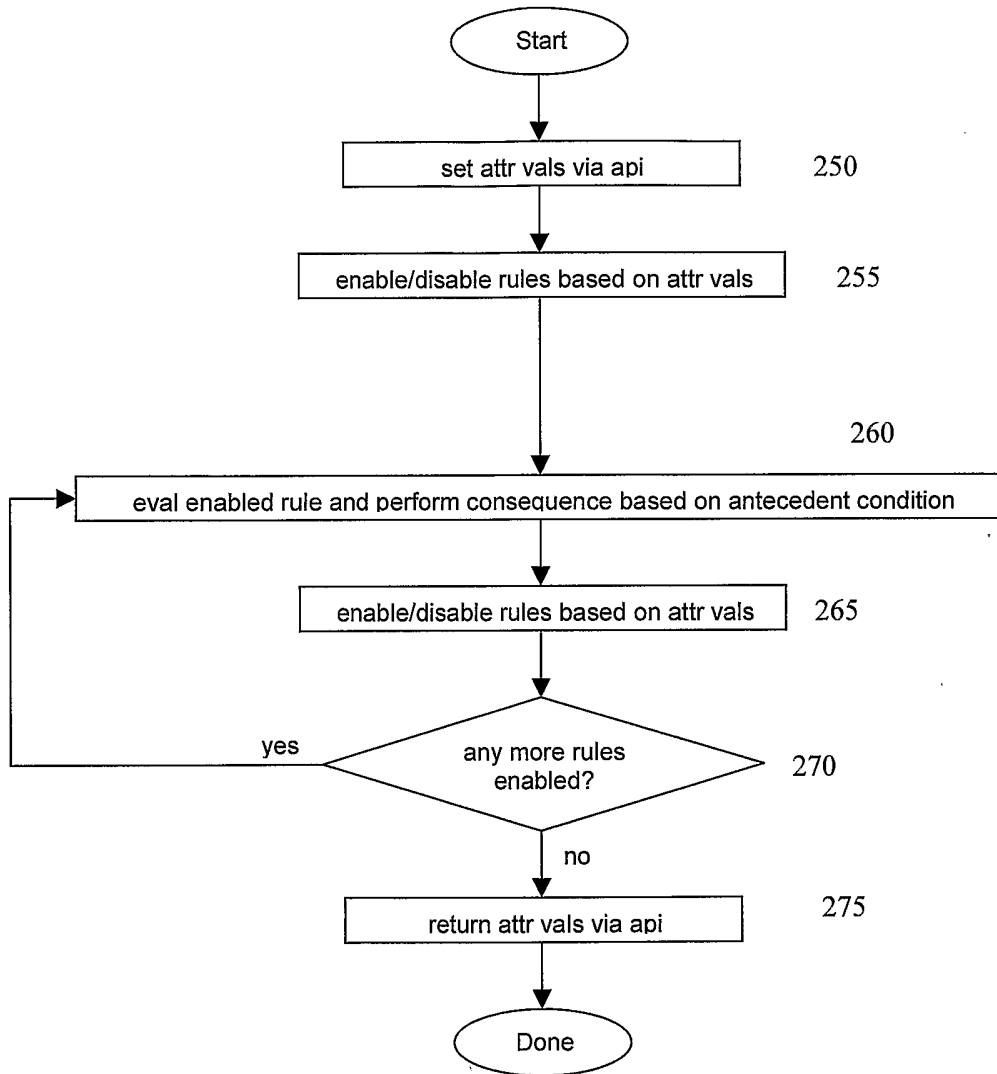 Start
set attr vals via api
250
enable/disable rules based on attr vals
255
260
eval enabled rule and perform consequence based on antecedent condition
enable/disable rules based on attr vals
265
yes
any more rules
enabled?
270
no
return attr vals via api
275
Done